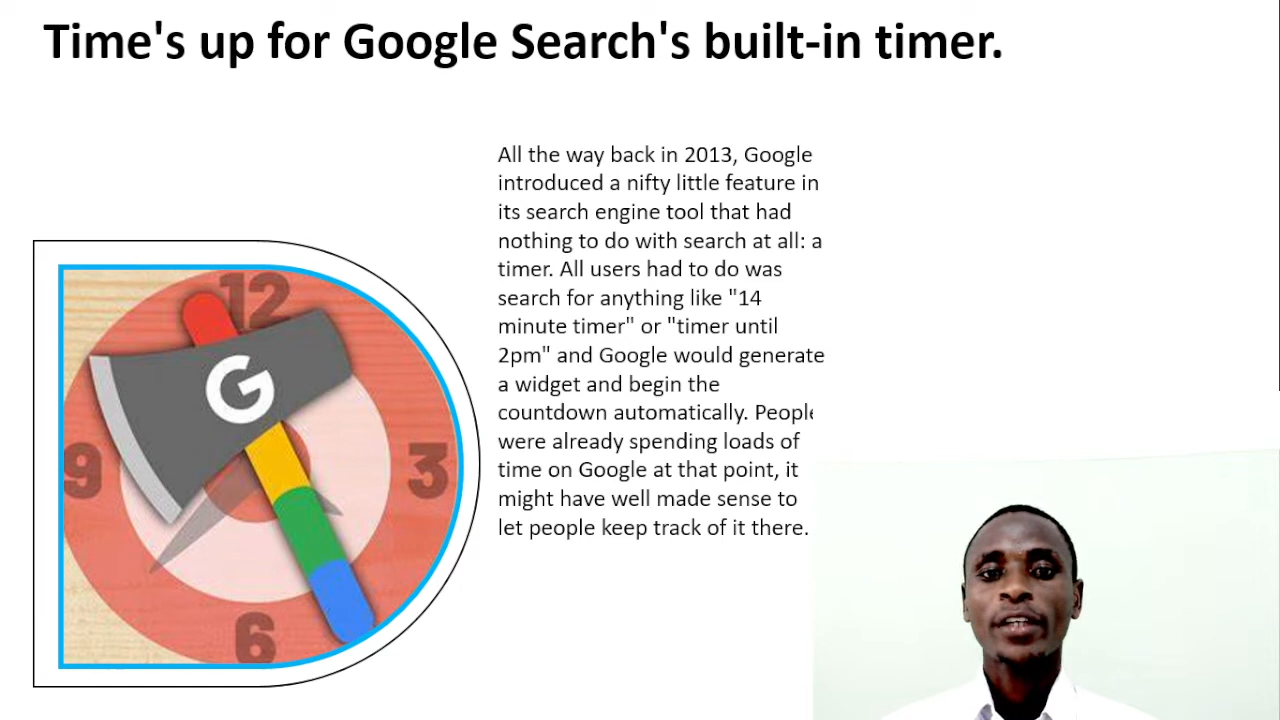 Time's up for Google Search's built-in timer.
All the way back in 2013, Google
introduced a nifty little feature in
its search engine tool that had
nothing to do with search at all: a
timer. All users had to do was
search for anything like "14
minute timer" or "timer until
2pm" and Google would generate
a widget and begin the
countdown automatically. People
were already spending loads of
time on Google at that point, it
might have well made sense to
let people keep track of it there.
12
G
9
3
6